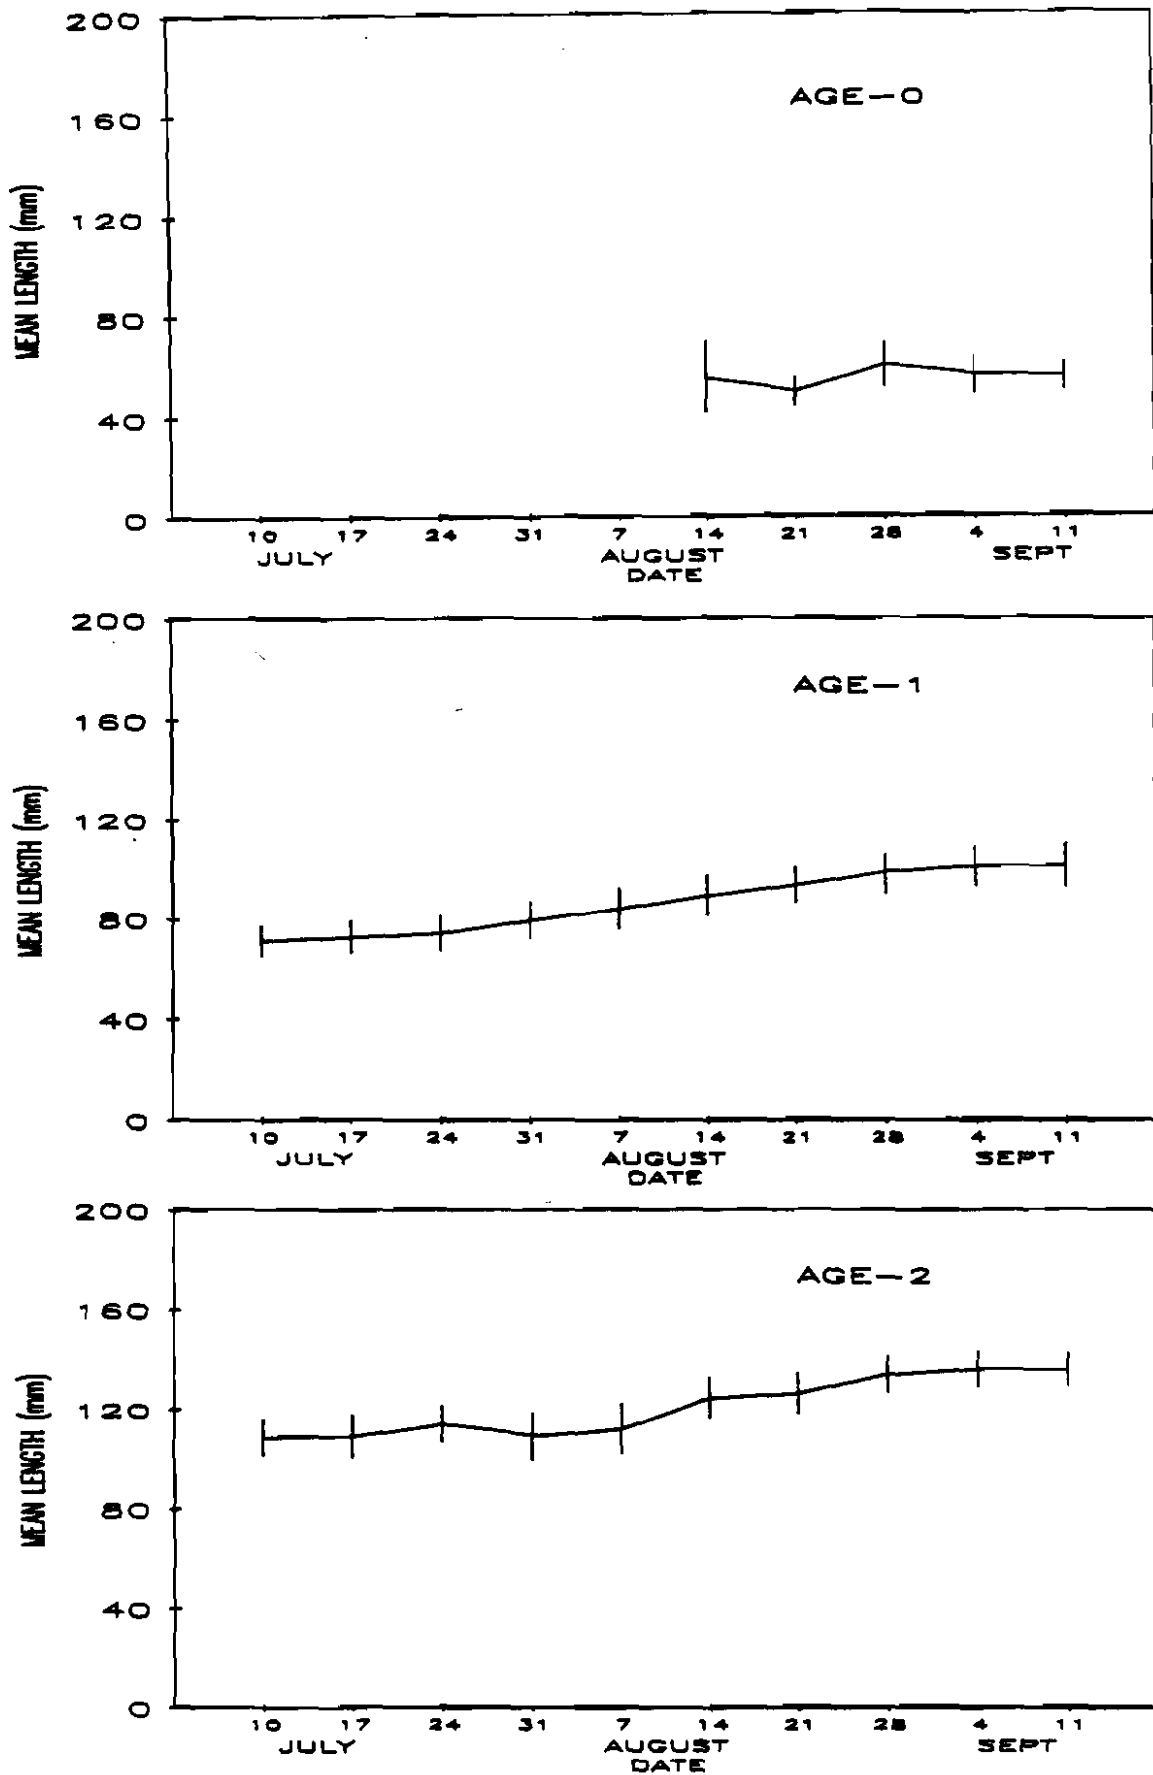 200
AGE-0
160
MEAN LENGTH (mm)
120
80
40
0
10 17 24 31 7 14 21 28 4 11
JULY AUGUST SEPT
DATE
200
AGE-1
160
MEAN LENGTH (mm)
120
80
40
0
10 17 24 31 7 14 21 28 4 11
JULY AUGUST SEPT
DATE
200
AGE-2
160
MEAN LENGTH (mm)
120
80
40
0
10 17 24 31 7 14 21 28 4 11
JULY AUGUST SEPT
DATE